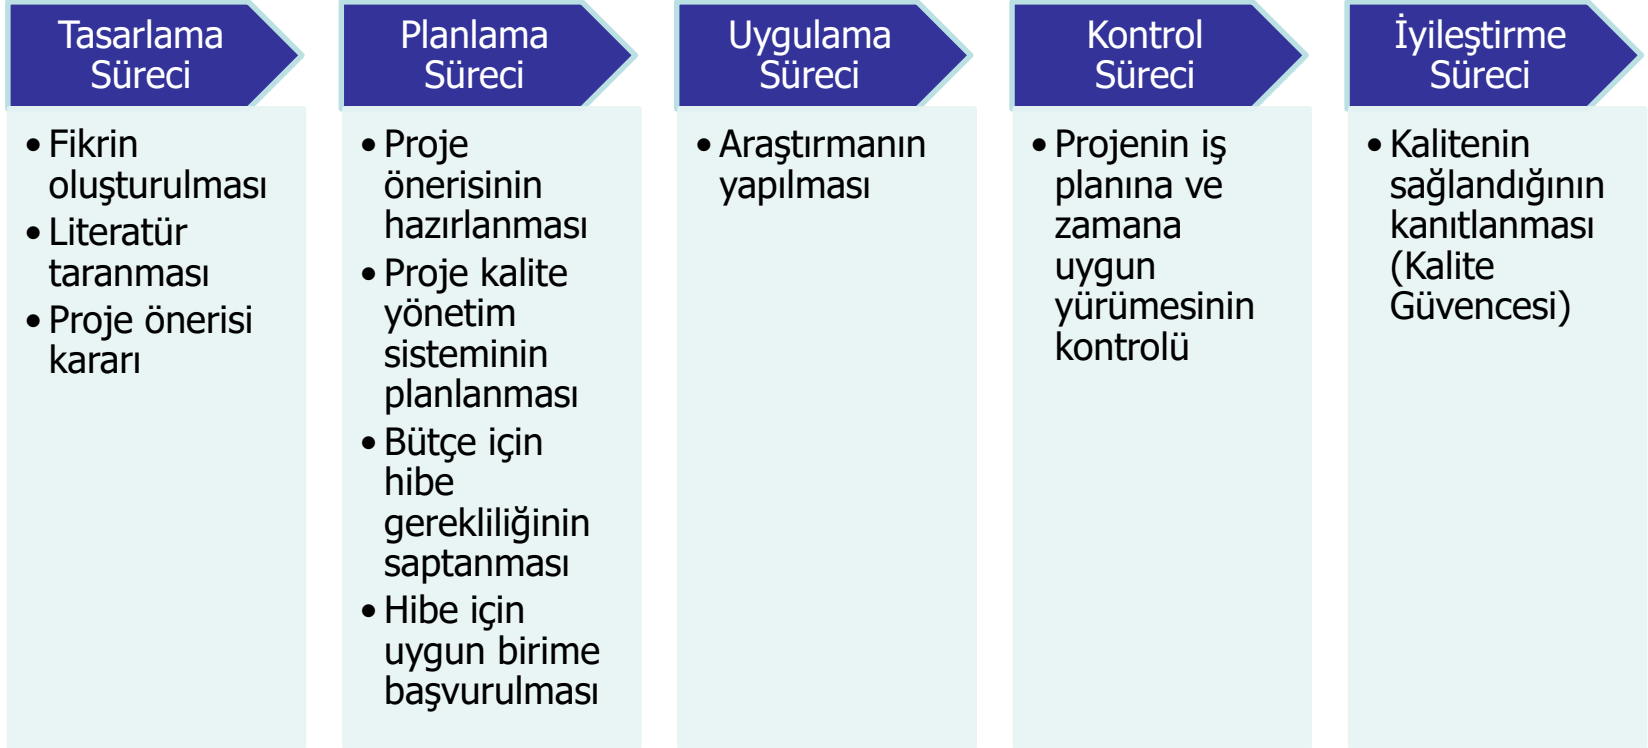 Tasarlama
Süreci
• Fikrin
oluşturulması
• Literatür
taranması
• Proje önerisi
kararı
Planlama
Süreci
• Proje
önerisinin
hazırlanması
• Proje kalite
yönetim
sisteminin
planlanması
• Bütçe için
hibe
gerekliliğinin
saptanması
• Hibe için
uygun birime
başvurulması
Uygulama
Süreci
• Araştırmanın
yapılması
Kontrol
Süreci
• Projenin iş
planına ve
zamana
uygun
yürümesinin
kontrolü
İyileştirme
Süreci
• Kalitenin
sağlandığının
kanıtlanması
(Kalite
Güvencesi)